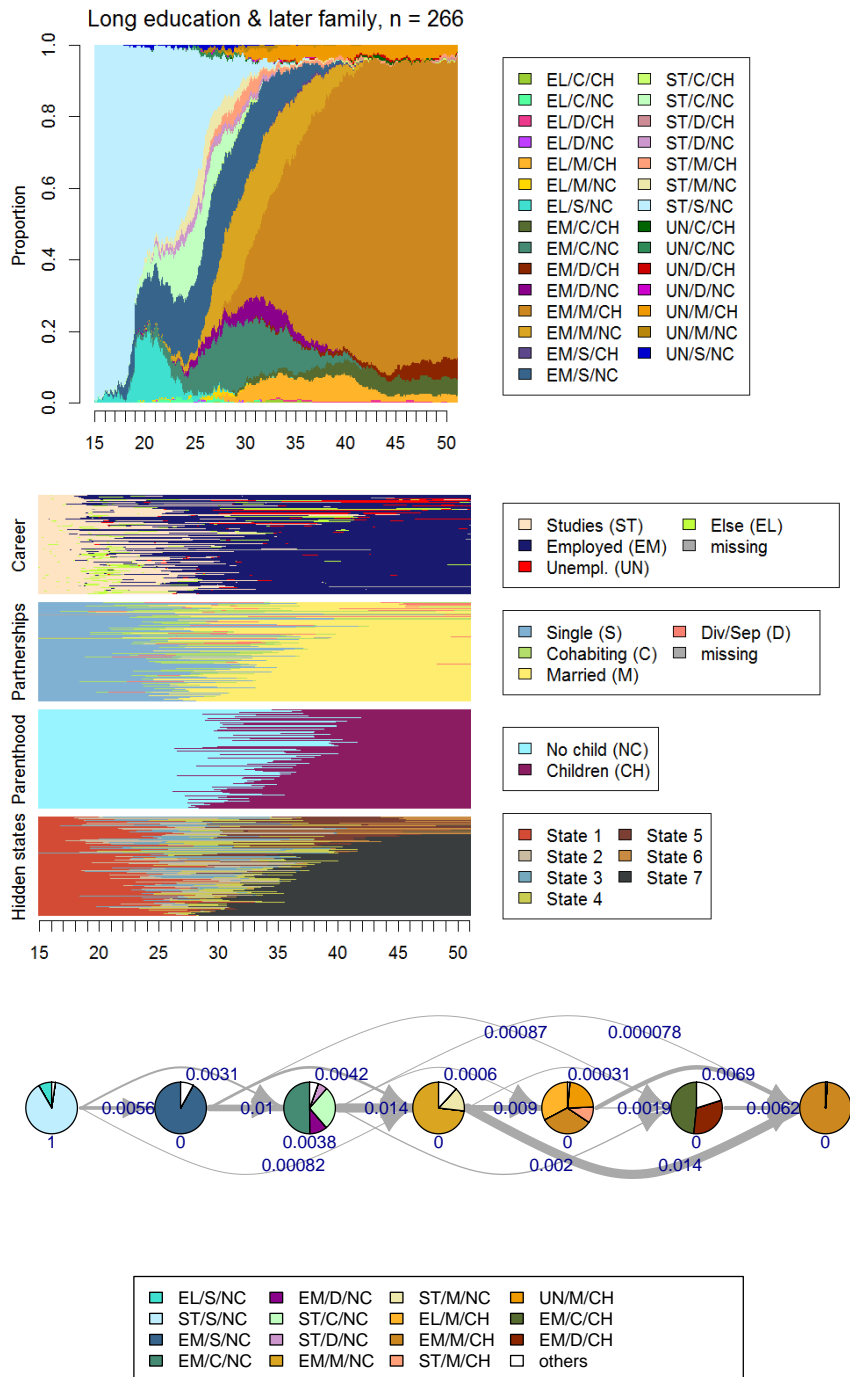 Long education & later family, n = 266
Proportion
0.0 0.2 0.4 0.6 0.8 1.0
15 20 25 30 35 40 45 50
EL/C/CH ST/C/CH
EL/C/NC ST/C/NC
EL/D/CH ST/D/CH
EL/D/NC ST/D/NC
EL/M/CH ST/M/CH
EL/M/NC ST/M/NC
EL/S/NC ST/S/NC
EM/C/CH UN/C/CH
EM/C/NC UN/C/NC
EM/D/CH UN/D/CH
EM/D/NC UN/D/NC
EM/M/CH UN/M/CH
EM/M/NC UN/M/NC
EM/S/CH UN/S/NC
EM/S/NC
Career
Studies (ST) Else (EL)
Employed (EM) missing
Unempl. (UN)
Partnerships
Single (S) Div/Sep (D)
Cohabiting (C) missing
Married (M)
Parenthood
No child (NC)
Children (CH)
Hidden states
State 1 State 5
State 2 State 6
State 3 State 7
State 4
15 20 25 30 35 40 45 50
0.00087 0.000078
0.0031 0.0042 0.0006 0.00031 0.0069
0.0056 0.01 0.014 0.009 0.0019 0.0062
1 0 0.0038 0 0 0 0
0.00082 0.002 0.014
EL/S/NC EM/D/NC ST/M/NC UN/M/CH
ST/S/NC ST/C/NC EL/M/CH EM/C/CH
EM/S/NC ST/D/NC EM/M/CH EM/D/CH
EM/C/NC EM/M/NC ST/M/CH others